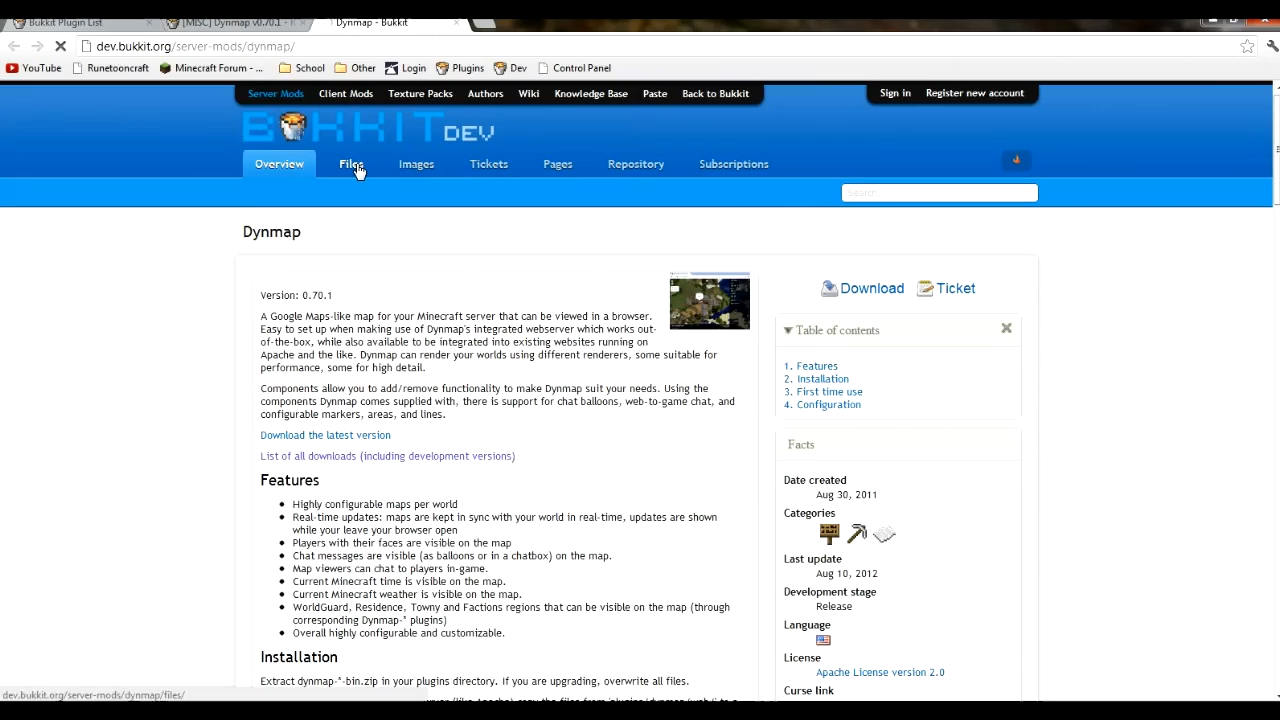 Bukkit Plugin List
[MISC] Dynmap v0.70.1 - R
Dynmap - Bukkit
dev.bukkit.org/server-mods/dynmap/
YouTube
Runetooncraft
Minecraft Forum - ...
School
Other
Login
Plugins
Dev
Control Panel
Server Mods
Client Mods
Texture Packs
Authors
Wiki
Knowledge Base
Paste
Back to Bukkit
Sign in
Register new account
BUKKIT DEV
Overview
Files
Images
Tickets
Pages
Repository
Subscriptions
Search
Dynmap
Version: 0.70.1
A Google Maps-like map for your Minecraft server that can be viewed in a browser.
Easy to set up when making use of Dynmap's integrated webserver which works out-
of-the-box, while also available to be integrated into existing websites running on
Apache and the like. Dynmap can render your worlds using different renderers, some suitable for
performance, some for high detail.
Components allow you to add/remove functionality to make Dynmap suit your needs. Using the
components Dynmap comes supplied with, there is support for chat balloons, web-to-game chat, and
configurable markers, areas, and lines.
Download the latest version
List of all downloads (including development versions)
Features
Highly configurable maps per world
Real-time updates: maps are kept in sync with your world in real-time, updates are shown
while your leave your browser open
Players with their faces are visible on the map
Chat messages are visible (as balloons or in a chatbox) on the map.
Map viewers can chat to players in-game.
Current Minecraft time is visible on the map.
Current Minecraft weather is visible on the map.
WorldGuard, Residence, Towny and Factions regions that can be visible on the map (through
corresponding Dynmap-* plugins)
Overall highly configurable and customizable.
Installation
Extract dynmap-*-bin.zip in your plugins directory. If you are upgrading, overwrite all files.
Download
Ticket
Table of contents
1. Features
2. Installation
3. First time use
4. Configuration
Facts
Date created
Aug 30, 2011
Categories
Last update
Aug 10, 2012
Development stage
Release
Language
License
Apache License version 2.0
Curse link
dev.bukkit.org/server-mods/dynmap/files/